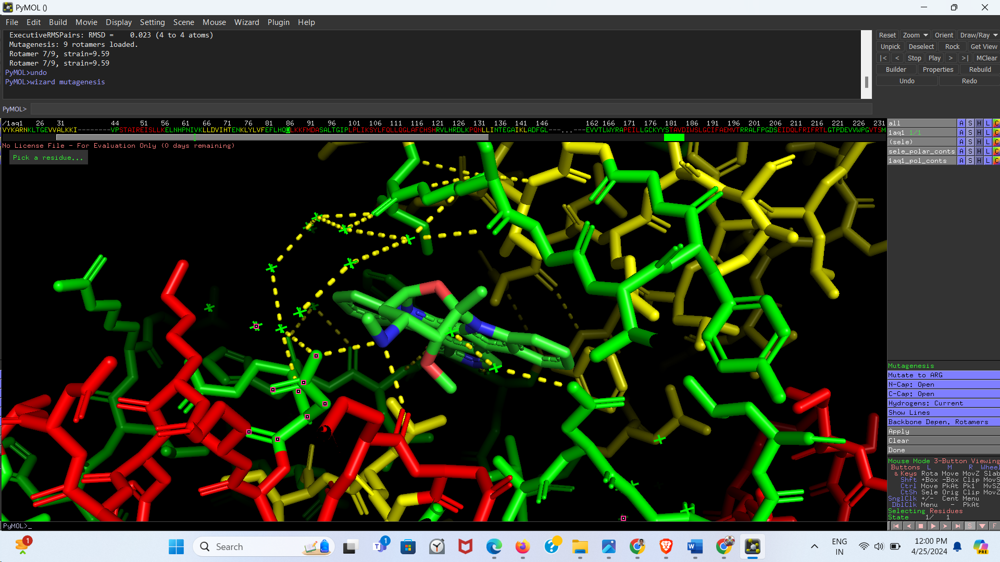 PyMOL ()
File Edit Build Movie Display Setting Scene Mouse Wizard Plugin Help
ExecutiveRMSPairs: RMSD =    0.023 (4 to 4 atoms)
Mutagenesis: 9 rotamers loaded.
Rotamer 7/9, strain=9.59
Rotamer 7/9, strain=9.59
PyMOL>undo
PyMOL>wizard mutagenesis
Reset Zoom Orient Draw/Ray
Unpick Deselect Rock Get View
|< < Stop Play > >| MClear
Builder Properties Rebuild
Undo Redo
PyMOL>
/1aq1 26 31 44 51 56 61 66 71 76 81 86 91 96 101 106 111 116 121 126 131 136 141 146 162 166 171 176 181 186 191 196 201 206 211 216 221 226 231
No License File - For Evaluation Only (0 days remaining)
Pick a residue...
all A S H L C
1aq1 1/1 A S H L C
(sele) A S H L C
sele_polar_conts A S H L C
1aq1_pol_conts A S H L C
Mutagenesis
Mutate to ARG
N-Cap: Open
C-Cap: Open
Hydrogens: Current
Show Lines
Backbone Depen. Rotamers
Apply
Clear
Done
Mouse Mode 3-Button Viewing
Buttons L M R Wheel
& Keys Rota Move MovZ Slab
Shft +Box -Box Clip MovS
Ctrl Move PkAt Pk1 MvSZ
CtSh Sele Orig Clip MovZ
SnglClk +/- Cent Menu
DblClk Menu - PkAt
Selecting Residues
State 1/ 1
S F
PyMOL>_
1
Search
1
ENG
IN
12:00 PM
4/25/2024
PRE